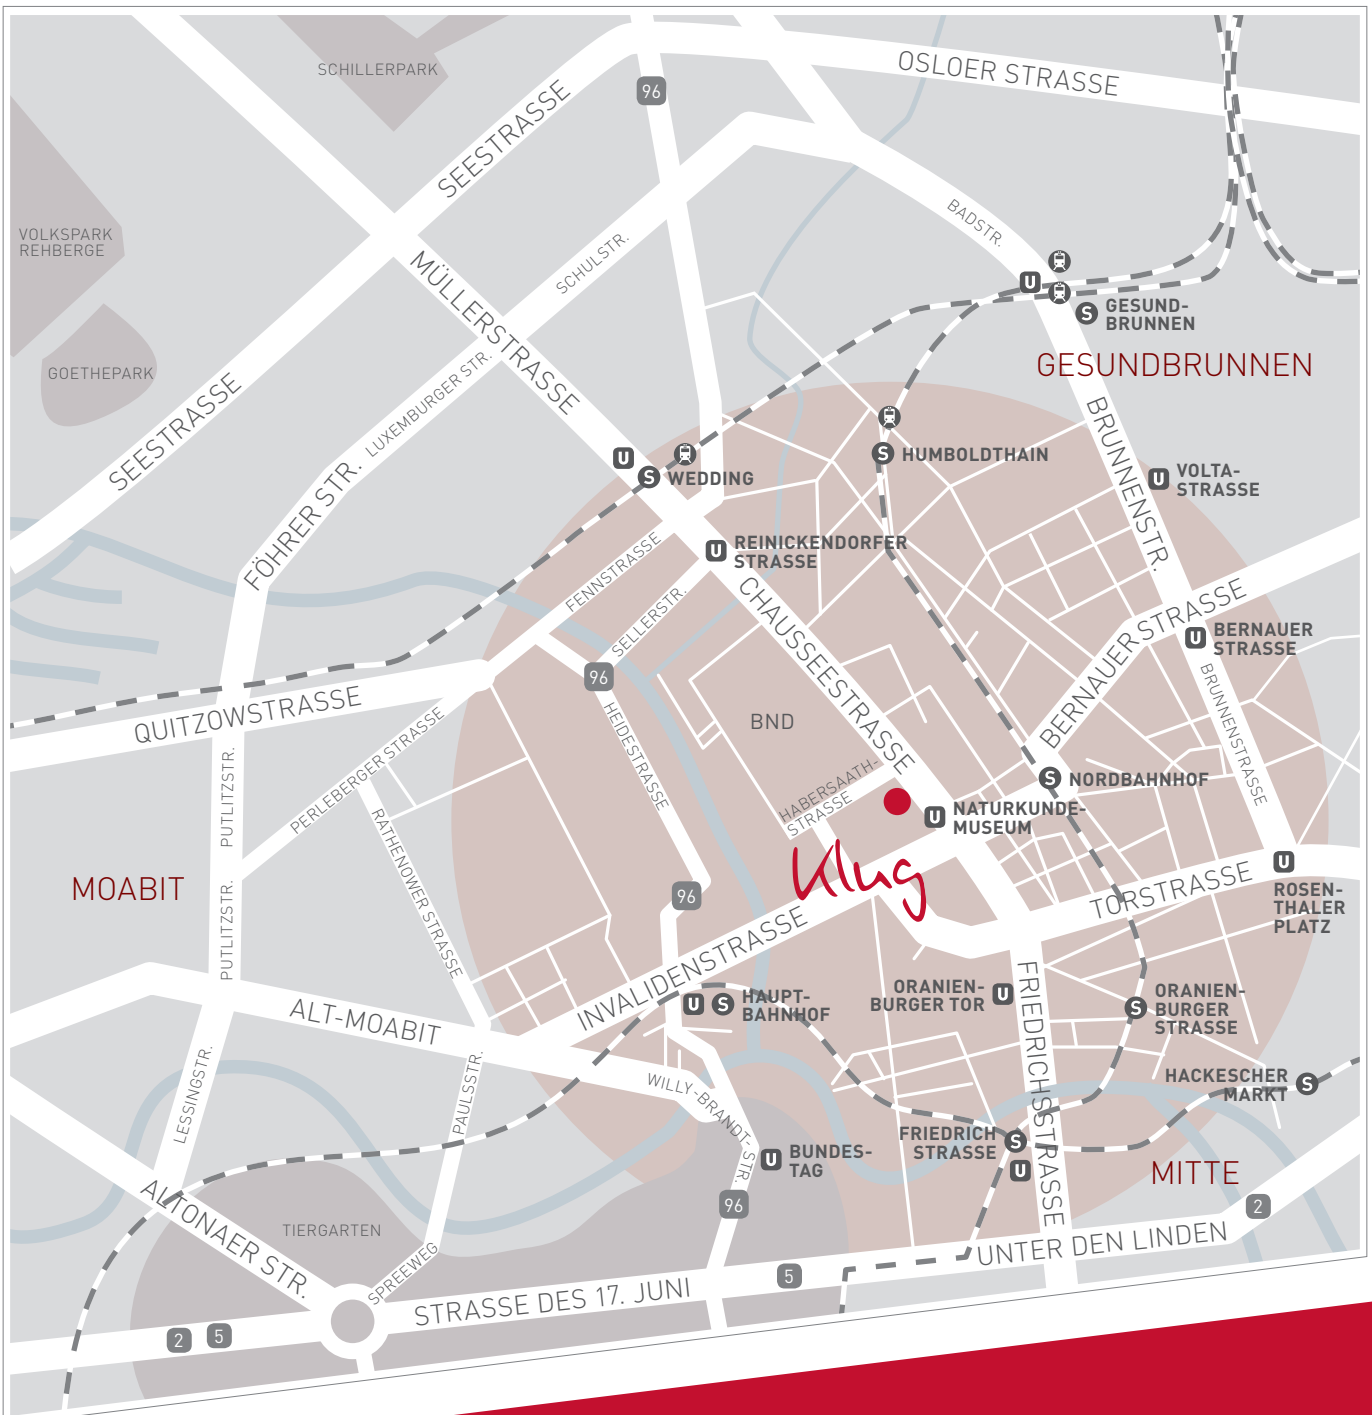 SCHILLERPARK
96
OSLOER STRASSE
SEESTRASSE
VOLKSPARK
REHBERGE
BADSTR.
SCHULSTR.
MÜLLERSTRASSE
U
GESUND-
S
BRUNNEN
GESUNDBRUNNEN
GOETHEPARK
LUXEMBURGER STR.
SEESTRASSE
BRUNNENSTR.
U
S
WEDDING
S
HUMBOLDTHAIN
U
VOLTA-
STRASSE
FÖHRER STR.
U
REINICKENDORFER
STRASSE
FENNSTRASSE
SELLERSTR.
CHAUSSEESTRASSE
BERNAUER STRASSE
U
BERNAUER
STRASSE
96
QUITZOWSTRASSE
HEIDESTRASSE
BND
BRUNNENSTRASSE
PUTLITZSTR.
PERLEBERGER STRASSE
HABERSAATH-
STRASSE
S
NORDBAHNHOF
U
NATURKUNDE-
MUSEUM
RATHENOWER STRASSE
klug
MOABIT
96
TORSTRASSE
U
ROSEN-
THALER
PLATZ
PUTLITZSTR.
INVALIDENSTRASSE
ALT-MOABIT
U
S
HAUPT-
BAHNHOF
ORANIEN-
BURGER TOR
U
FRIEDRICHSSTRASSE
S
ORANIEN-
BURGER
STRASSE
LESSINGSTR.
PAULSSTR.
WILLY-BRANDT-STR.
HACKESCHER
MARKT
S
FRIEDRICH
STRASSE
S
U
U
BUNDES-
TAG
MITTE
96
2
ALTONAER STR.
TIERGARTEN
SPREEWEG
UNTER DEN LINDEN
STRASSE DES 17. JUNI
5
2
5